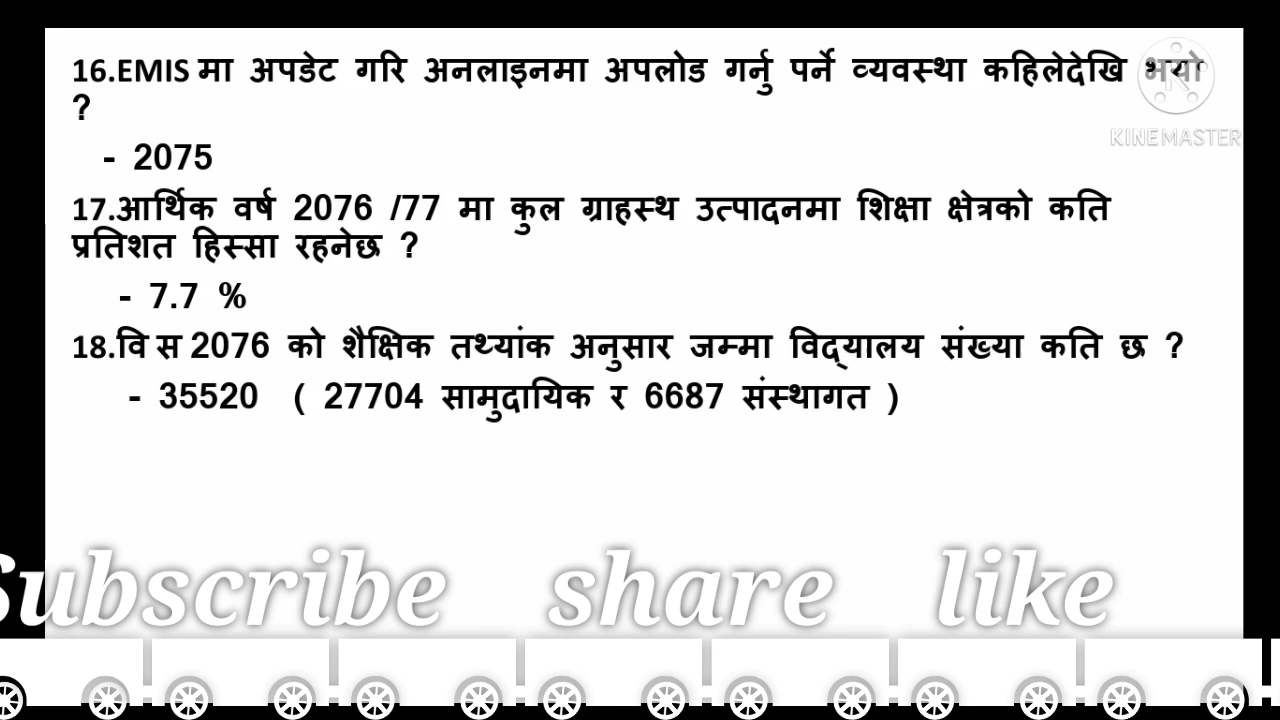 16.EMIS मा अपडेट गरि अनलाइनमा अपलोड गर्नु पर्ने व्यवस्था कहिलेदेखि भयो
?
- 2075
17.आर्थिक वर्ष 2076 /77 मा कुल ग्राहस्थ उत्पादनमा शिक्षा क्षेत्रको कति
प्रतिशत हिस्सा रहनेछ ?
- 7.7 %
18.वि स 2076 को शैक्षिक तथ्यांक अनुसार जम्मा विद्यालय संख्या कति छ ?
- 35520 ( 27704 सामुदायिक र 6687 संस्थागत )
KINEMASTER
Subscribe share like